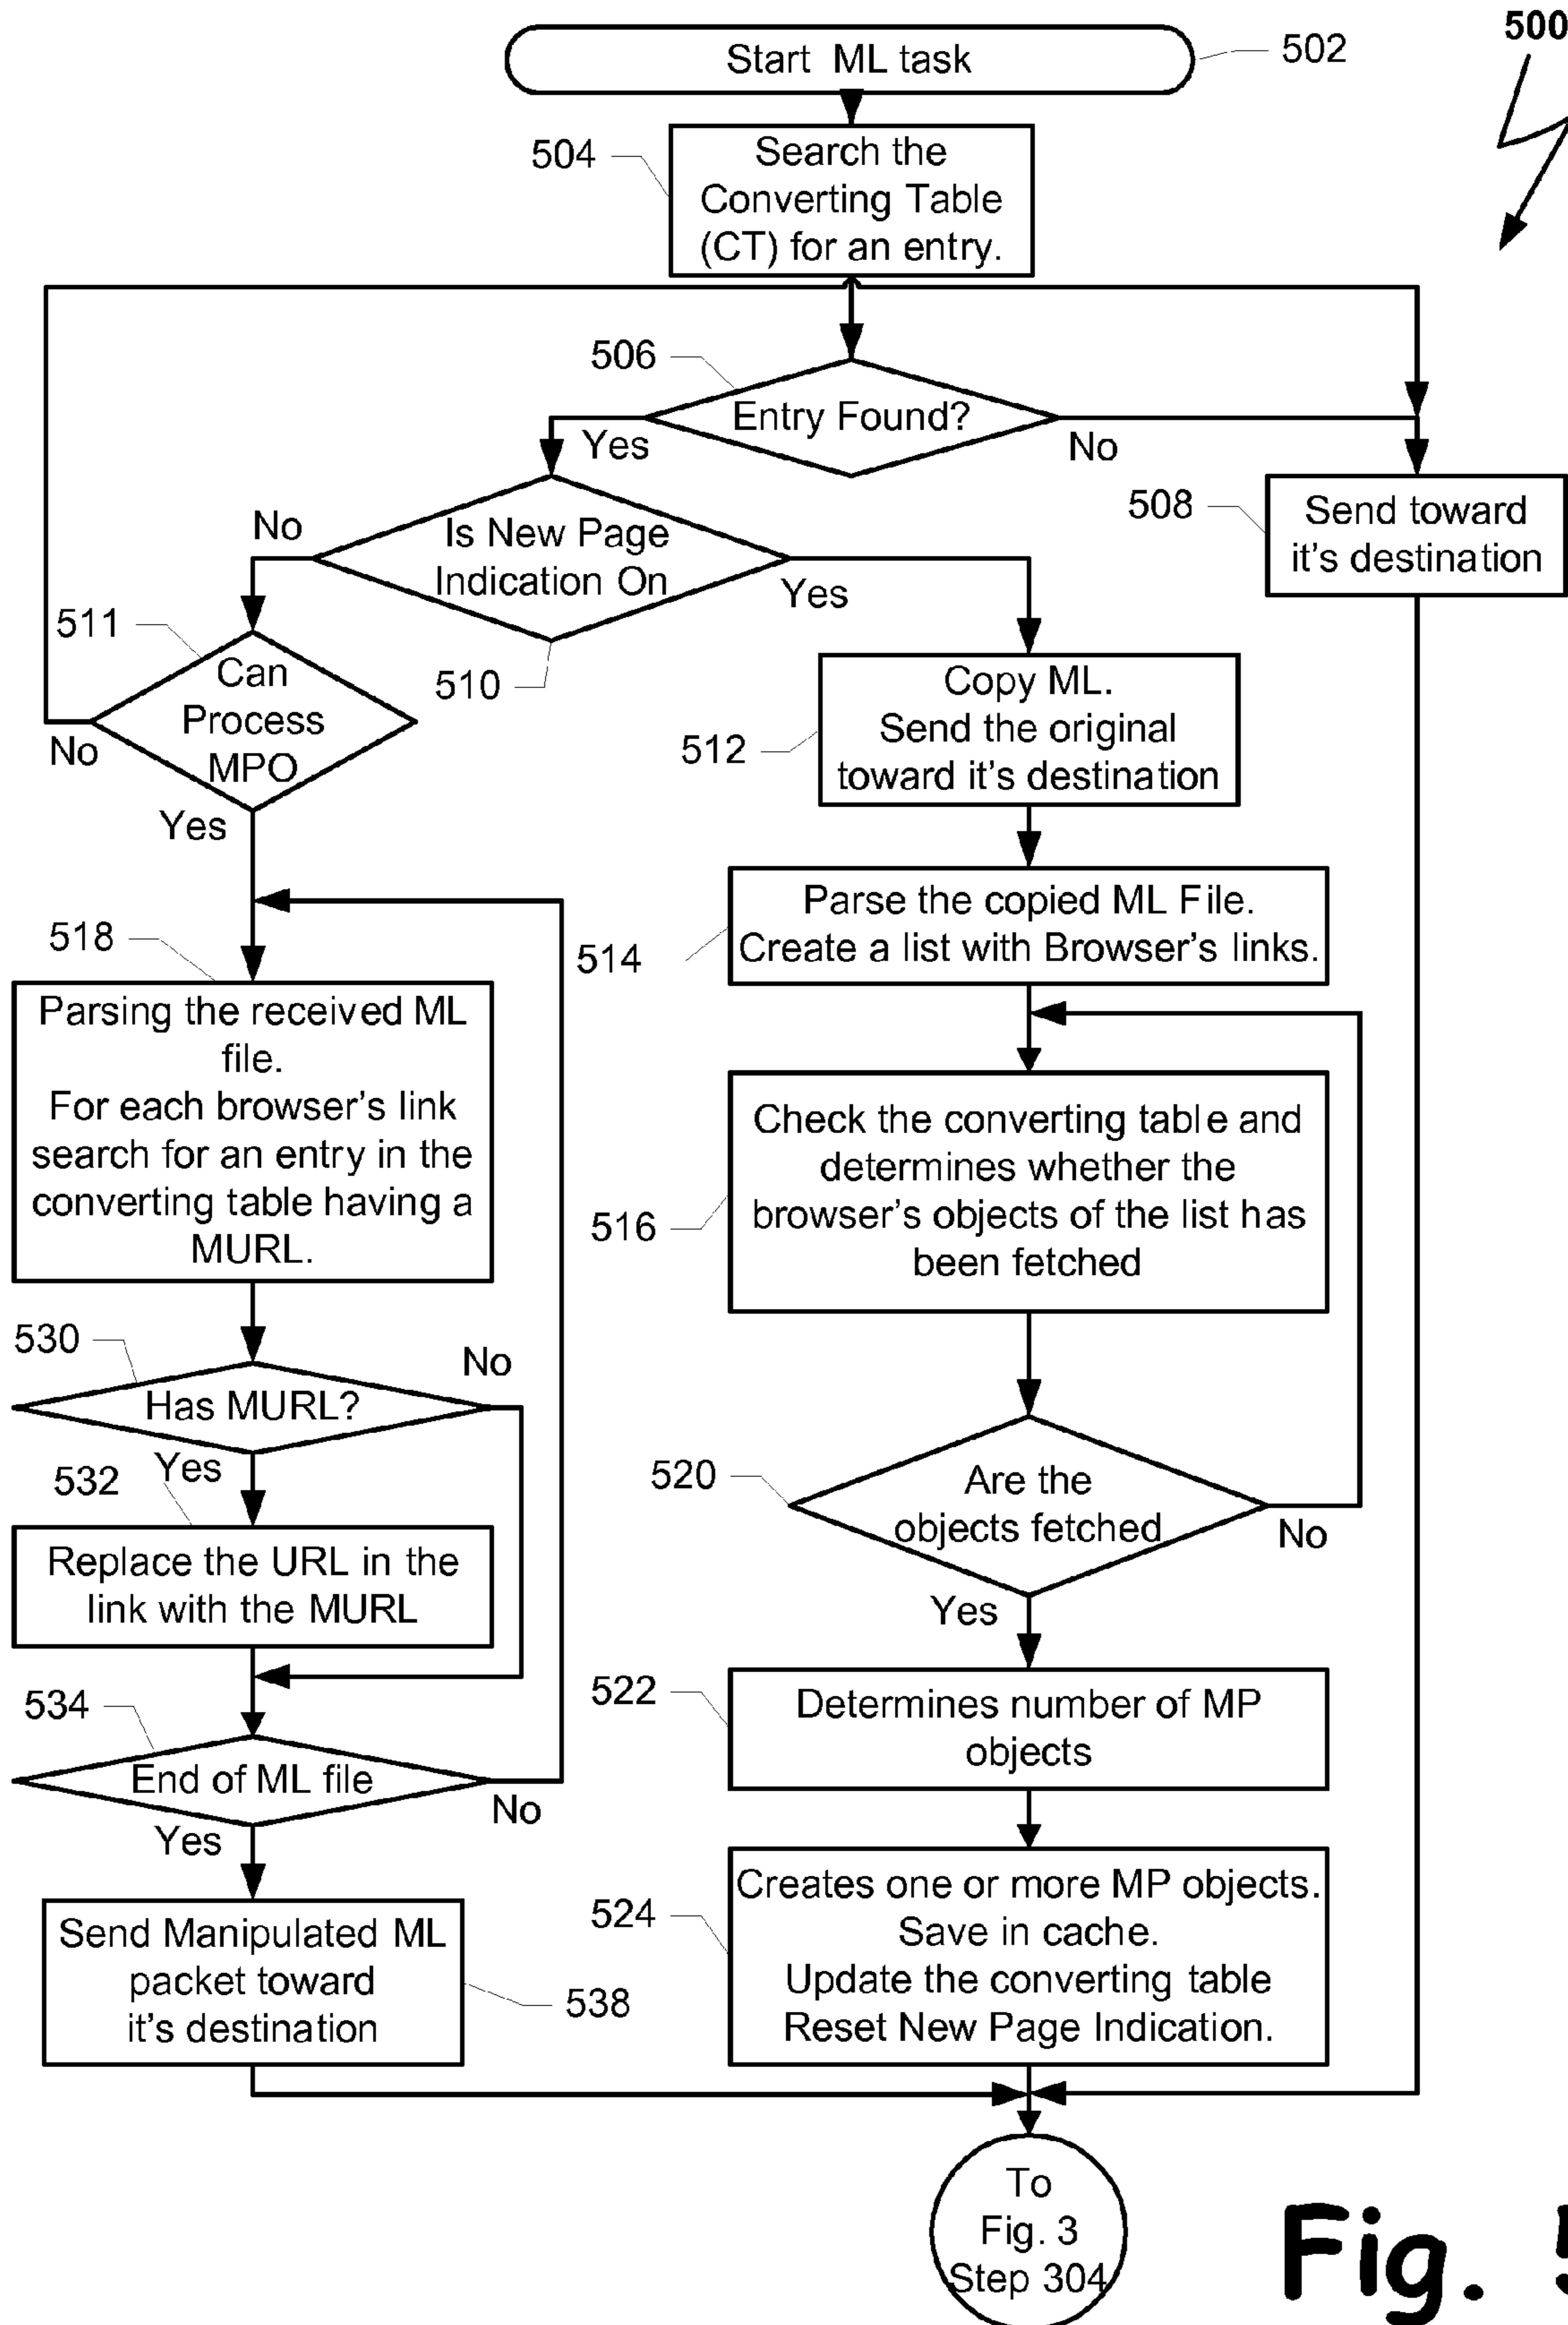 500
Start ML task
502
504
Search the
Converting Table
(CT) for an entry.
506
Entry Found?
Yes
No
508
Send toward
it's destination
No
Is New Page
Indication On
Yes
510
511
Can
Process
MPO
No
Yes
512
Copy ML.
Send the original
toward it's destination
514
Parse the copied ML File.
Create a list with Browser's links.
518
Parsing the received ML
file.
For each browser's link
search for an entry in the
converting table having a
MURL.
516
Check the converting table and
determines whether the
browser's objects of the list has
been fetched
530
Has MURL?
No
Yes
520
Are the
objects fetched
No
Yes
532
Replace the URL in the
link with the MURL
522
Determines number of MP
objects
534
End of ML file
No
Yes
524
Creates one or more MP objects.
Save in cache.
Update the converting table
Reset New Page Indication.
Send Manipulated ML
packet toward
it's destination
538
To
Fig. 3
Step 304
Fig. 5